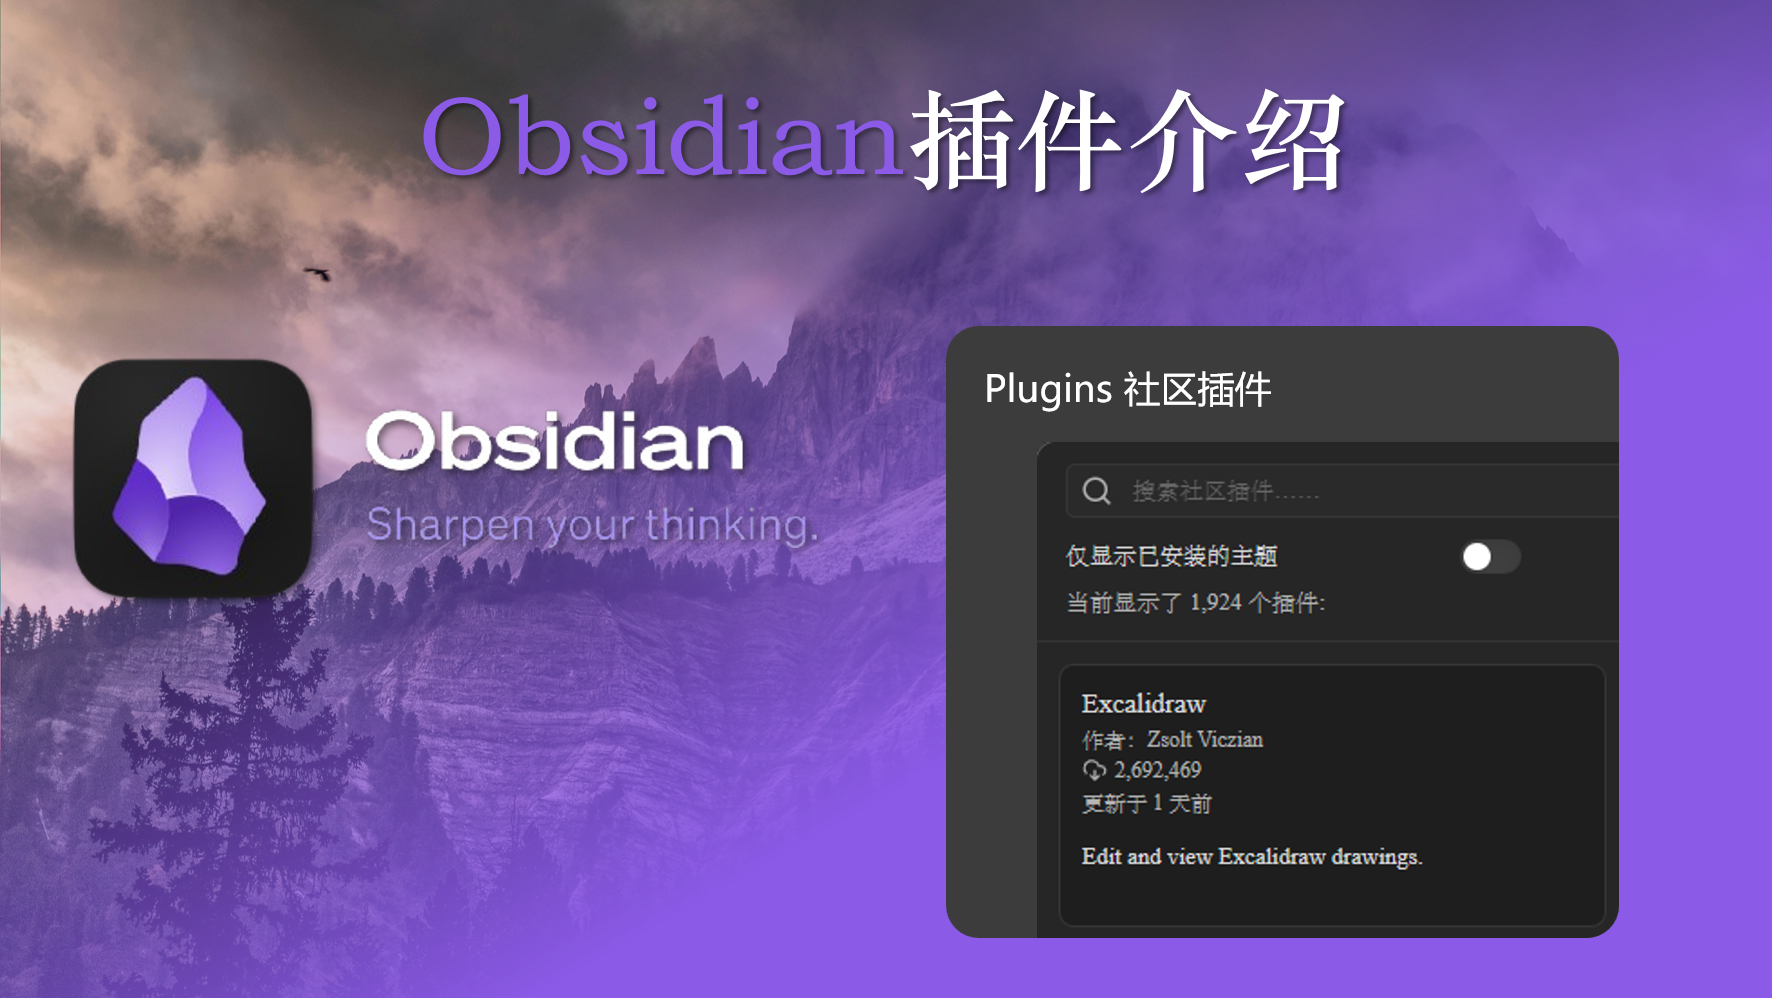 Obsidian插件介绍
Obsidian
Sharpen your thinking.
Plugins 社区插件
搜索社区插件……
仅显示已安装的主题
当前显示了 1,924 个插件:
Excalidraw
作者：Zsolt Viczian
2,692,469
更新于 1 天前
Edit and view Excalidraw drawings.